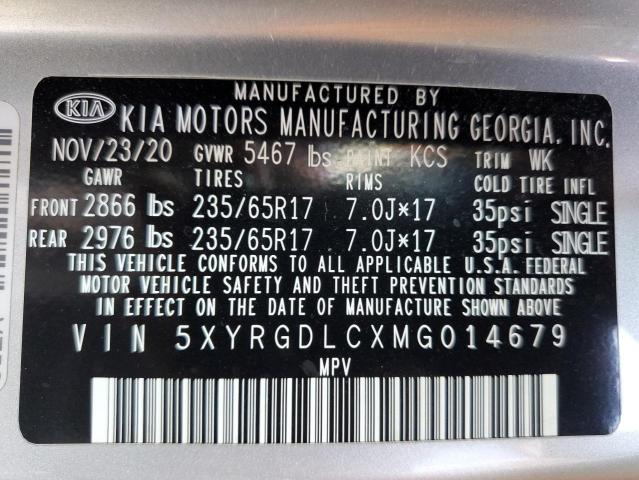 MANUFACTURED BY
KIA KIA MOTORS MANUFACTURING GEORGIA, INC.
NOV/23/20 GVWR 5467 lbs PAINT KCS TRIM WK
GAWR TIRES RIMS COLD TIRE INFL
FRONT 2866 lbs 235/65R17 7.0J*17 35psi SINGLE
REAR 2976 lbs 235/65R17 7.0J*17 35psi SINGLE
THIS VEHICLE CONFORMS TO ALL APPLICABLE U.S.A. FEDERAL
MOTOR VEHICLE SAFETY AND THEFT PREVENTION STANDARDS
IN EFFECT ON THE DATE OF MANUFACTURE SHOWN ABOVE.
VIN 5XYRGDLCXMG014679
MPV